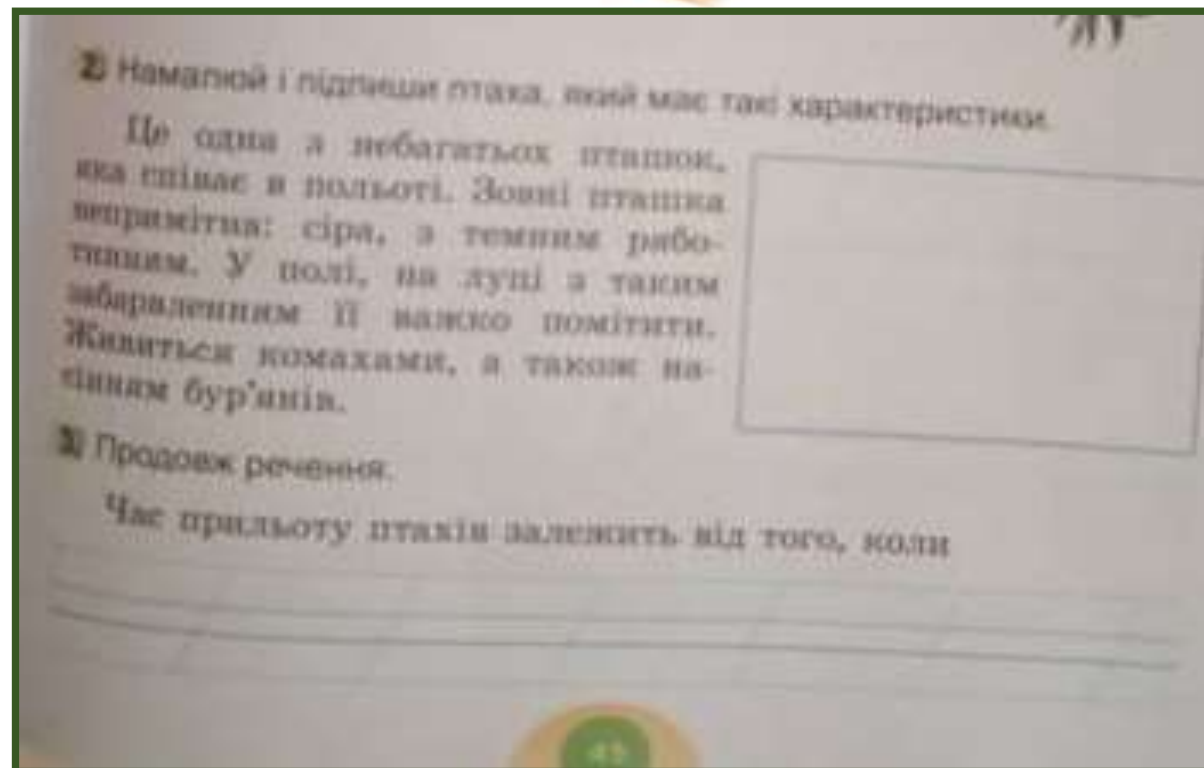 2 Намалюй і підпиши птаха, який має такі характеристики.
Це одна з небагатьох пташок,
яка співає в польоті. Зовні пташка
непримітна: сіра, з темним рябо-
тинням. У полі, на лузі з таким
забарвленням її важко помітити.
Живиться комахами, а також на-
сінням бур'янів.
3 Продовж речення.
Час прильоту птахів залежить від того, коли